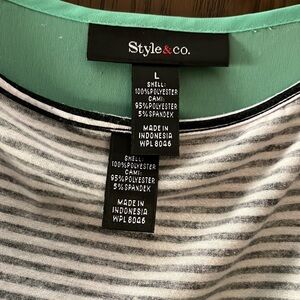 Style&co.
L
SHELL:
100%POLYESTER
CAMI:
95%POLYESTER
5%SPANDEX
MADE IN
INDONESIA
WPL 8046
SHELL:
100%POLYESTER
CAMI:
95%POLYESTER
5%SPANDEX
MADE IN
INDONESIA
WPL 8046